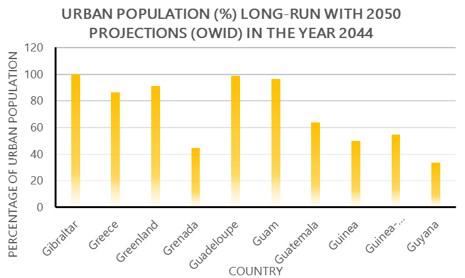 URBAN POPULATION (%) LONG-RUN WITH 2050
PROJECTIONS (OWID) IN THE YEAR 2044
PERCENTAGE OF URBAN POPULATION
120
100
80
60
40
20
0
Gibraltar
Greece
Greenland
Grenada
Guadeloupe
Guam
Guatemala
Guinea
Guinea-...
Guyana
COUNTRY